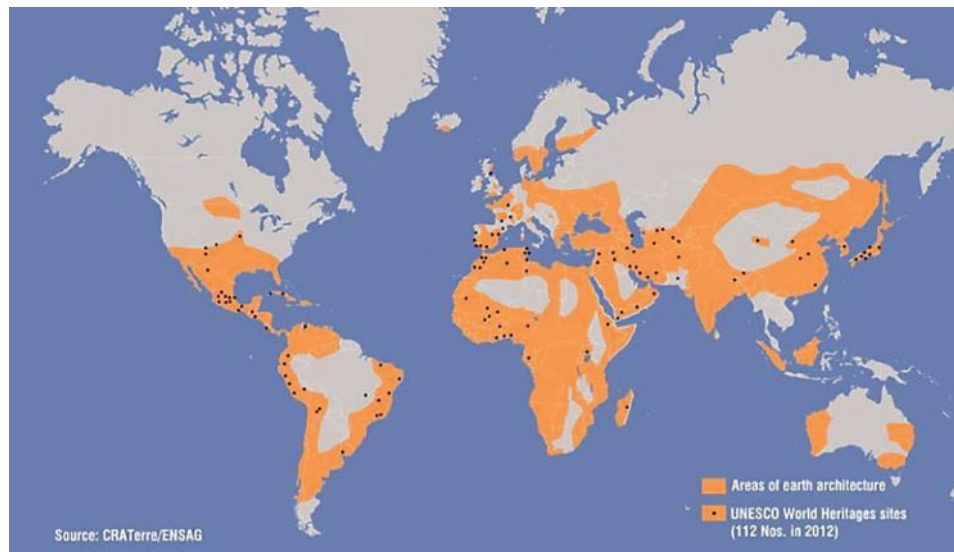 Areas of earth architecture
UNESCO World Heritages sites
(112 Nos. in 2012)
Source: CRATerre/ENSAG